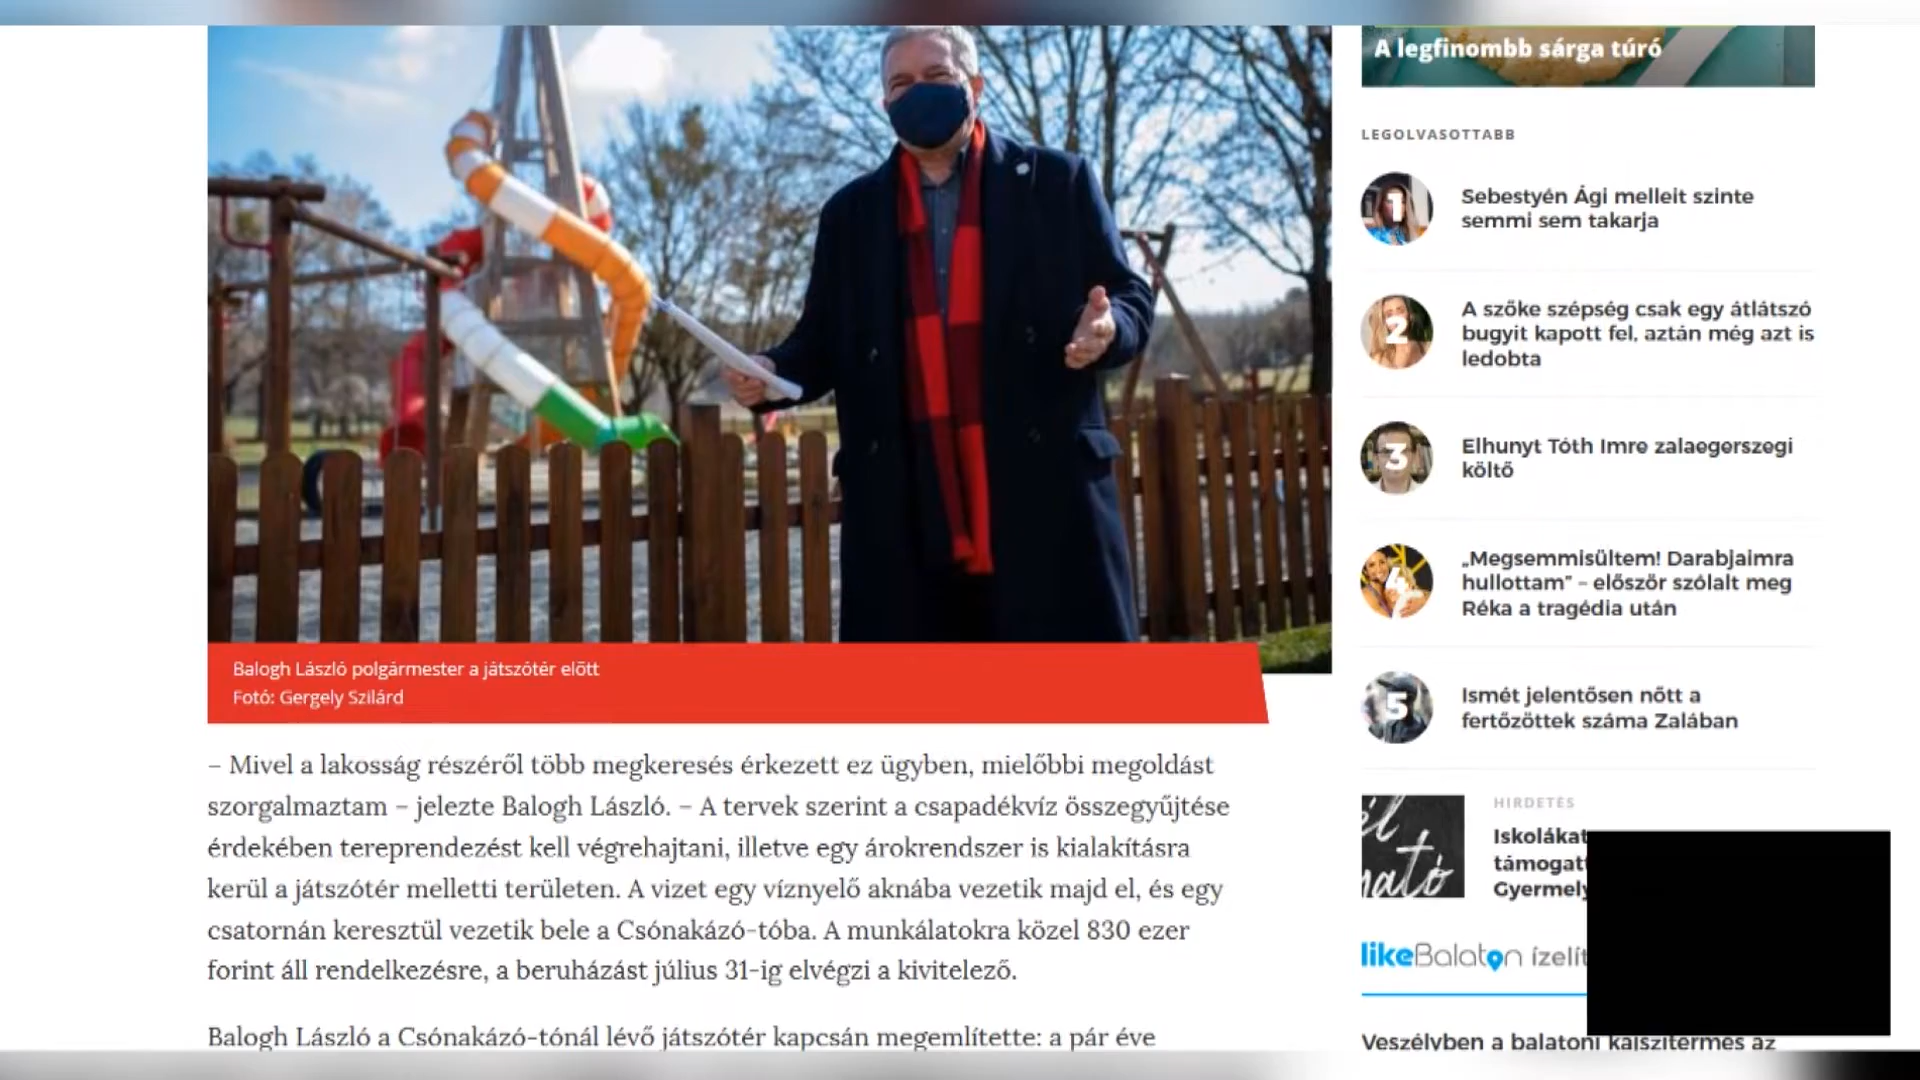 A legfinombb sárga túró
LEGOLVASOTTABB
1
Sebestyén Ági melleit szinte
semmi sem takarja
2
A szőke szépség csak egy átlátszó
bugyit kapott fel, aztán még azt is
ledobta
3
Elhunyt Tóth Imre zalaegerszegi
költő
4
„Megsemmisültem! Darabjaimra
hullottam” – először szólalt meg
Réka a tragédia után
5
Ismét jelentősen nőtt a
fertőzöttek száma Zalában
HIRDETÉS
Iskolákat
támogatt
Gyermely
likeBalaton ízelít
Veszélyben a balatoni kajszitermés az
Balogh László polgármester a játszótér előtt
Fotó: Gergely Szilárd
– Mivel a lakosság részéről több megkeresés érkezett ez ügyben, mielőbbi megoldást
szorgalmaztam – jelezte Balogh László. – A tervek szerint a csapadékvíz összegyűjtése
érdekében tereprendezést kell végrehajtani, illetve egy árokrendszer is kialakításra
kerül a játszótér melletti területen. A vizet egy víznyelő aknába vezetik majd el, és egy
csatornán keresztül vezetik bele a Csónakázó-tóba. A munkálatokra közel 830 ezer
forint áll rendelkezésre, a beruházást július 31-ig elvégzi a kivitelező.
Balogh László a Csónakázó-tónál lévő játszótér kapcsán megemlítette: a pár éve